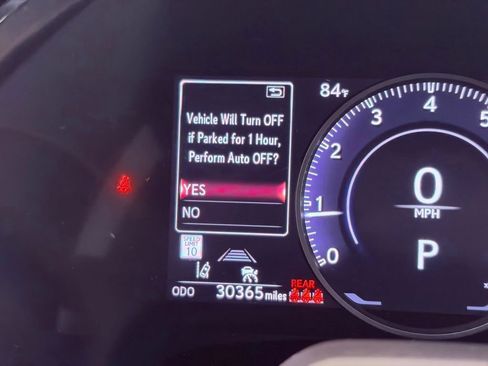 84°F
Vehicle Will Turn OFF
if Parked for 1 Hour,
Perform Auto OFF?
YES
NO
5
4
3
2
1
0
0
MPH
P
SPEED
LIMIT
10
REAR
ODO 30365 miles